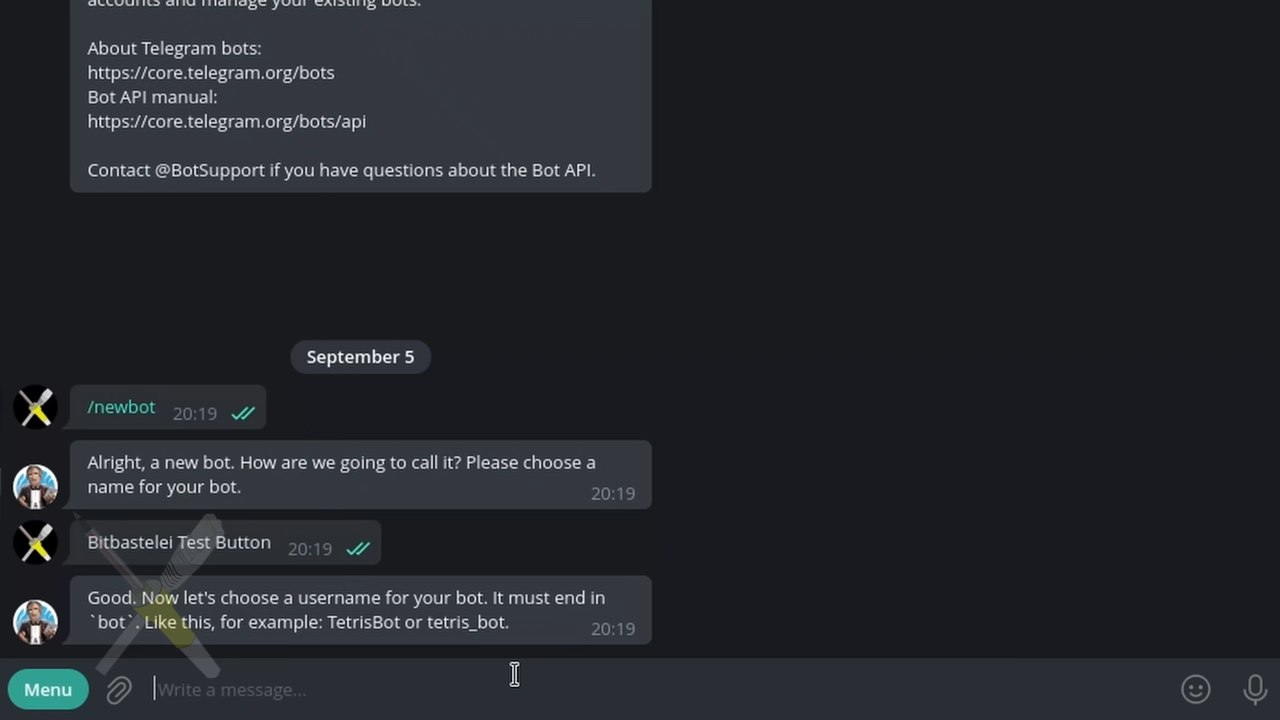 accounts and manage your existing bots.
About Telegram bots:
https://core.telegram.org/bots
Bot API manual:
https://core.telegram.org/bots/api
Contact @BotSupport if you have questions about the Bot API.
September 5
/newbot 20:19
Alright, a new bot. How are we going to call it? Please choose a
name for your bot.
20:19
Bitbastelei Test Button 20:19
Good. Now let's choose a username for your bot. It must end in
`bot`. Like this, for example: TetrisBot or tetris_bot.
20:19
Menu Write a message...